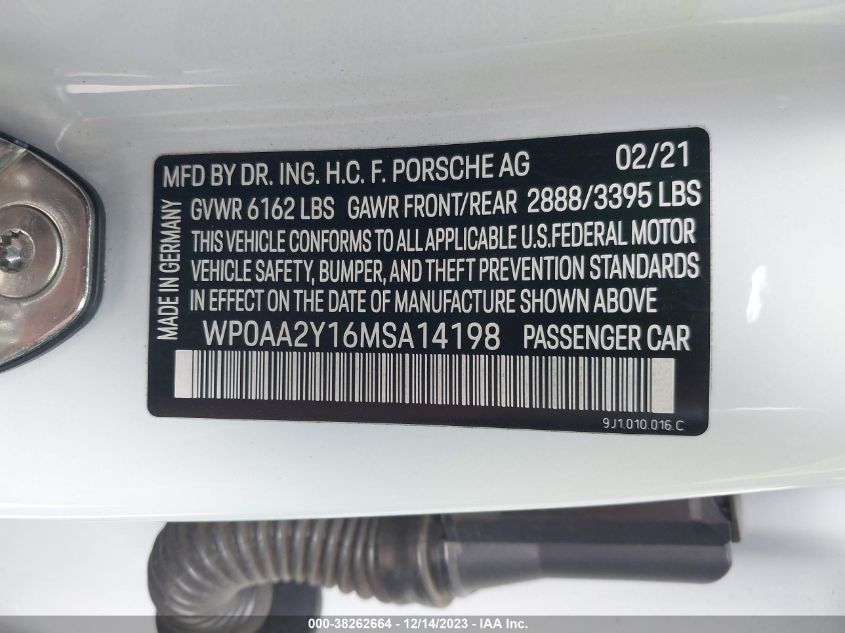 MFD BY DR. ING. H.C. F. PORSCHE AG 02/21
GVWR 6162 LBS GAWR FRONT/REAR 2888/3395 LBS
THIS VEHICLE CONFORMS TO ALL APPLICABLE U.S.FEDERAL MOTOR
VEHICLE SAFETY, BUMPER, AND THEFT PREVENTION STANDARDS
IN EFFECT ON THE DATE OF MANUFACTURE SHOWN ABOVE
WP0AA2Y16MSA14198 PASSENGER CAR
MADE IN GERMANY
9J1.010.016.C
000-38262664 - 12/14/2023 - IAA Inc.